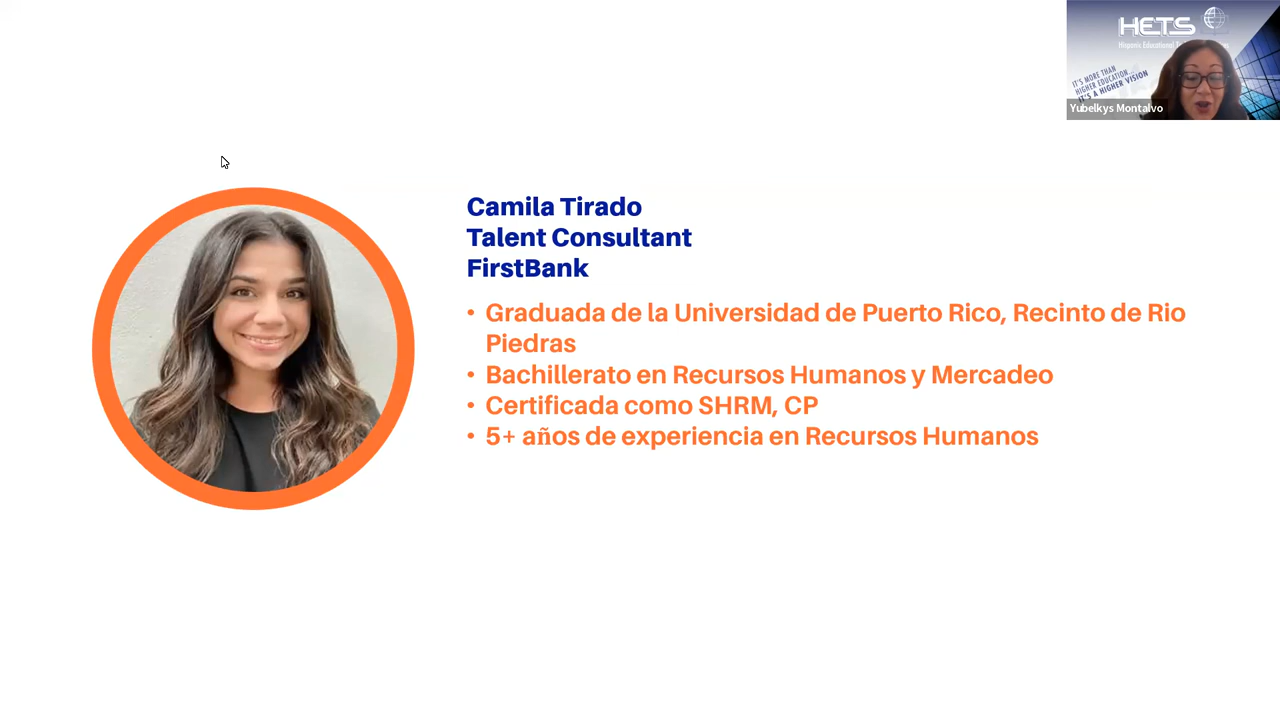 HETS
Hispanic Educational
IT'S MORE THAN
HIGHER EDUCATION...
IT'S A HIGHER VISION
Yubelkys Montalvo
Camila Tirado
Talent Consultant
FirstBank
• Graduada de la Universidad de Puerto Rico, Recinto de Rio
Piedras
• Bachillerato en Recursos Humanos y Mercadeo
• Certificada como SHRM, CP
• 5+ años de experiencia en Recursos Humanos